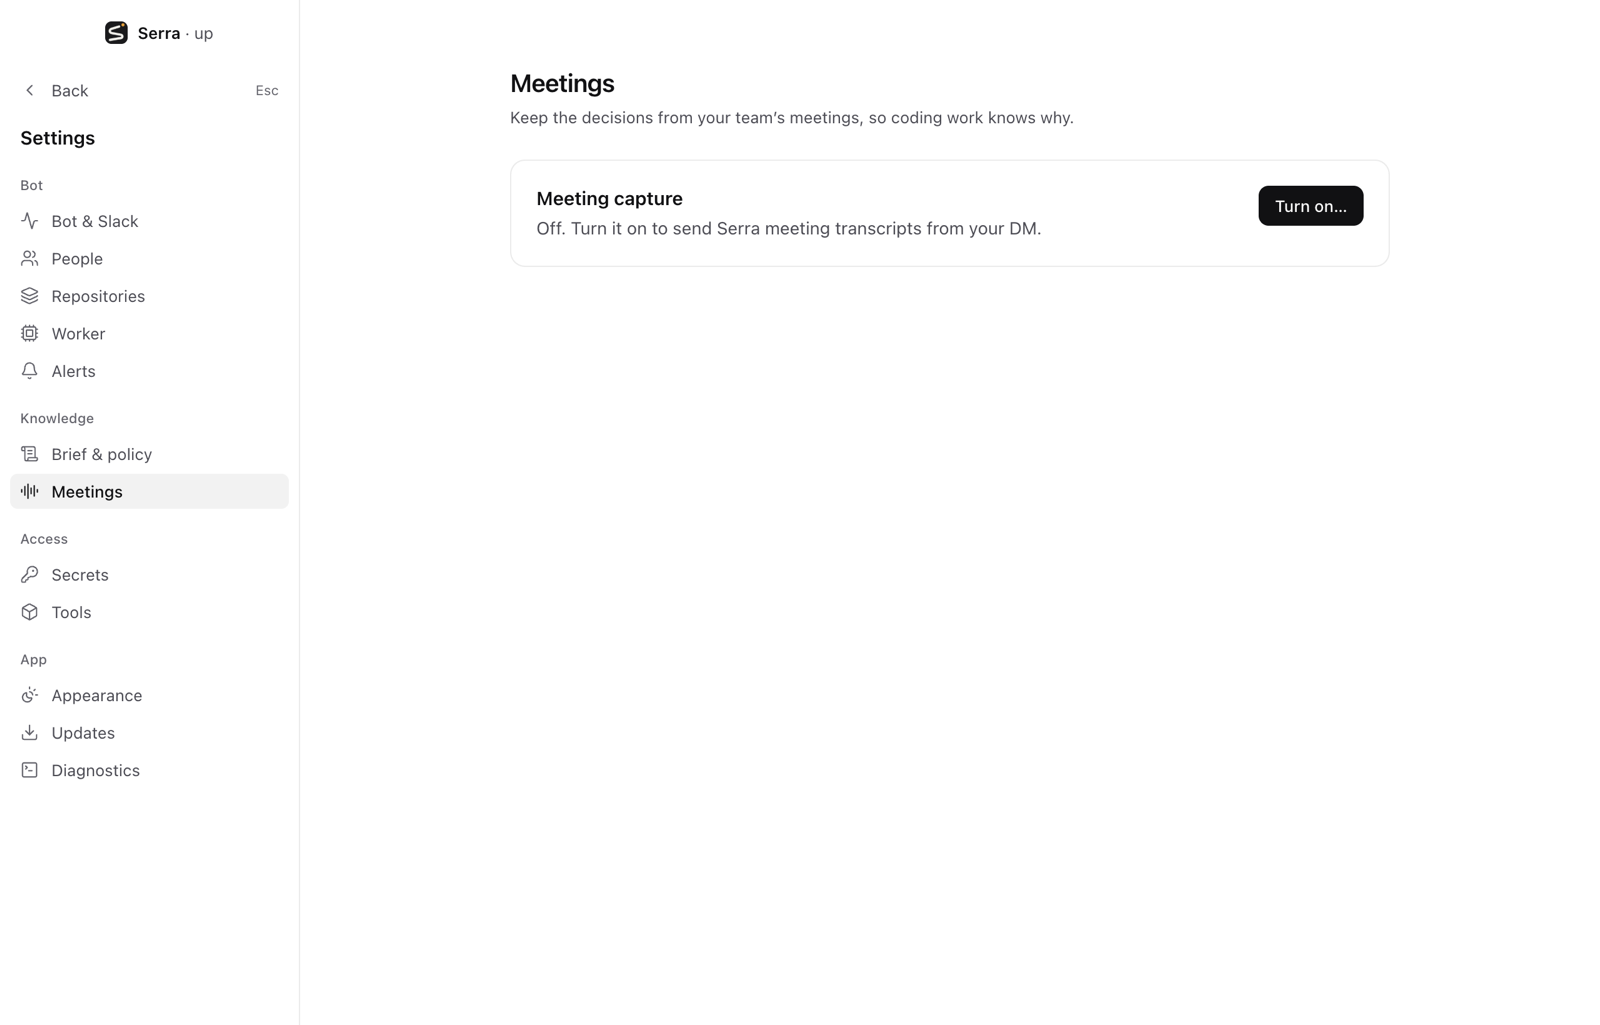 Serra · up
Back
Esc
Settings
Bot
Bot & Slack
People
Repositories
Worker
Alerts
Knowledge
Brief & policy
Meetings
Access
Secrets
Tools
App
Appearance
Updates
Diagnostics
Meetings
Keep the decisions from your team’s meetings, so coding work knows why.
Meeting capture
Off. Turn it on to send Serra meeting transcripts from your DM.
Turn on…